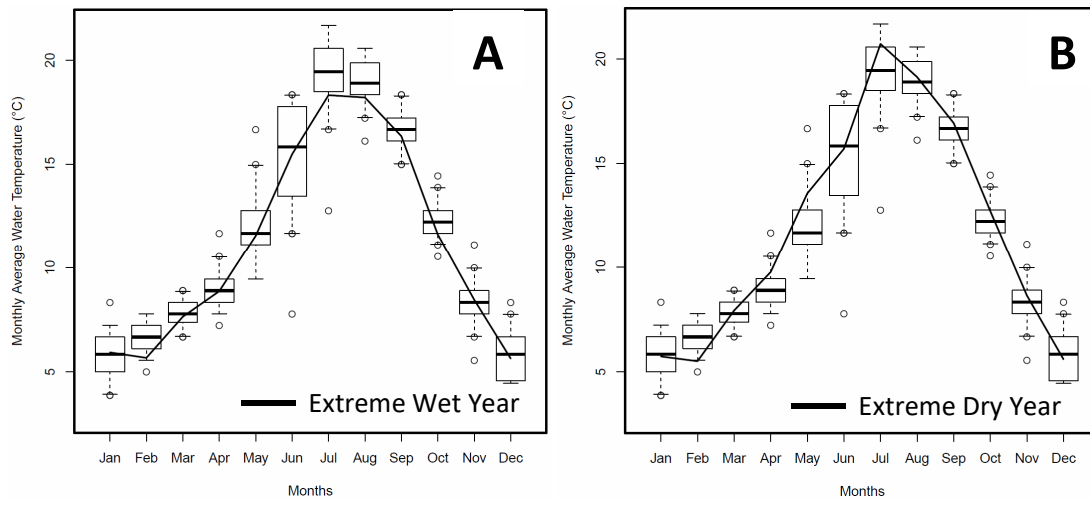 A
Monthly Average Water Temperature (°C)
20
15
10
5
Extreme Wet Year
Jan Feb Mar Apr May Jun Jul Aug Sep Oct Nov Dec
Months
B
Monthly Average Water Temperature (°C)
20
15
10
5
Extreme Dry Year
Jan Feb Mar Apr May Jun Jul Aug Sep Oct Nov Dec
Months